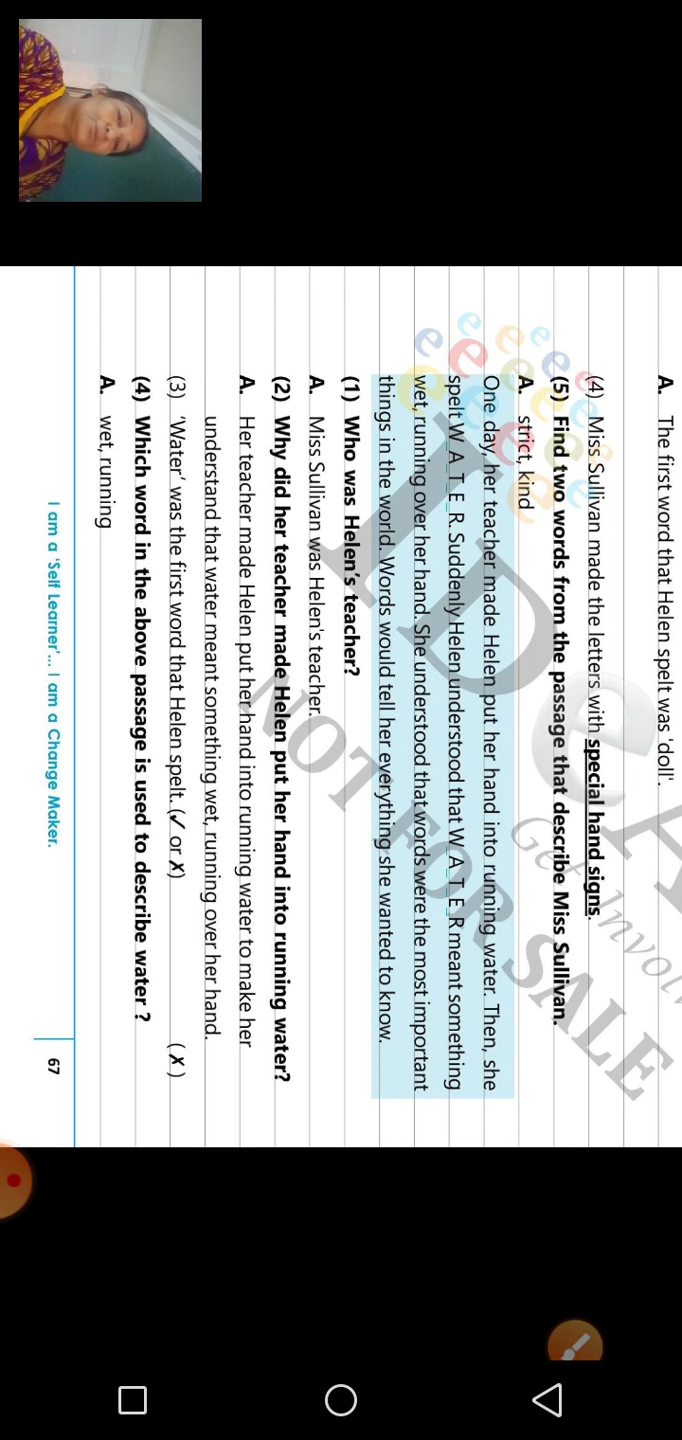 A. The first word that Helen spelt was 'doll'.
(4) Miss Sullivan made the letters with special hand signs.
(5) Find two words from the passage that describe Miss Sullivan.
A. strict, kind
One day, her teacher made Helen put her hand into running water. Then, she
spelt W A T E R. Suddenly Helen understood that W A T E R meant something
wet, running over her hand. She understood that words were the most important
things in the world. Words would tell her everything she wanted to know.
(1) Who was Helen's teacher?
A. Miss Sullivan was Helen's teacher.
(2) Why did her teacher made Helen put her hand into running water?
A. Her teacher made Helen put her hand into running water to make her
understand that water meant something wet, running over her hand.
(3) 'Water' was the first word that Helen spelt. (✓ or ✗) (✗)
(4) Which word in the above passage is used to describe water ?
A. wet, running
I am a 'Self Learner'... I am a Change Maker.
67
IDeA
Get Invol
NOT FOR SALE